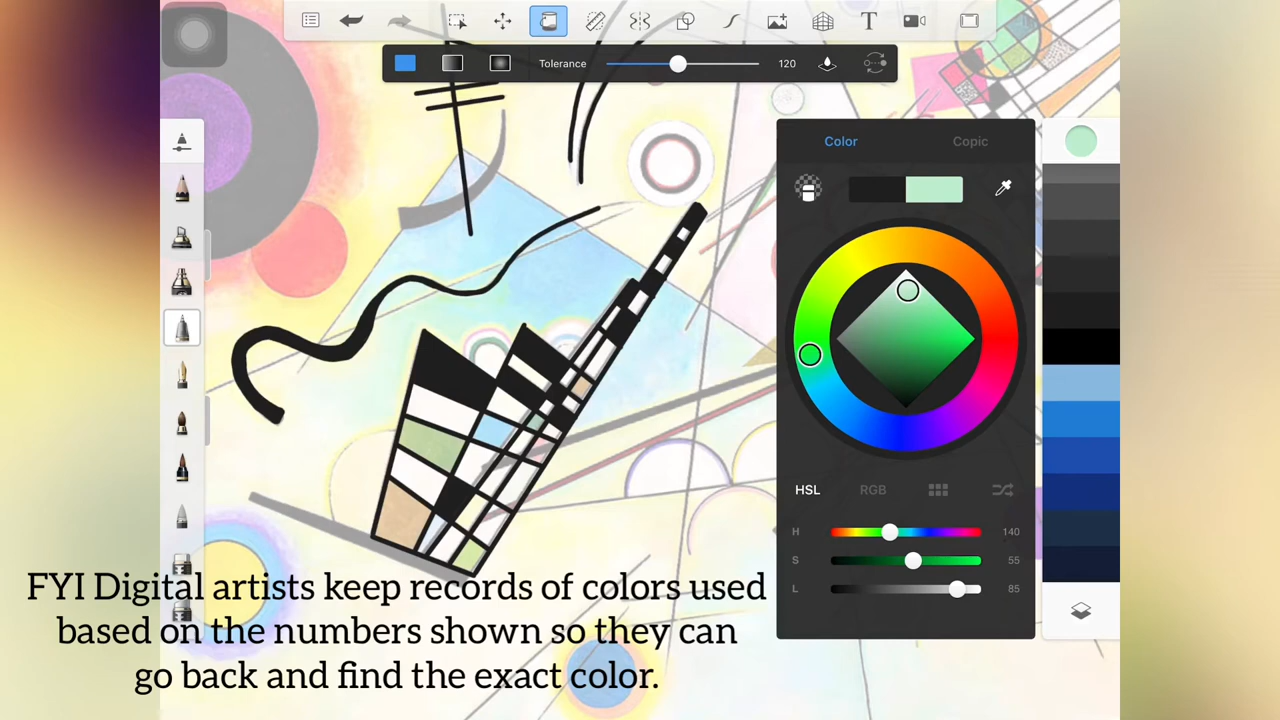 T
Tolerance 120
Color Copic
HSL RGB
H 140
S 55
L 85
FYI Digital artists keep records of colors used
based on the numbers shown so they can
go back and find the exact color.